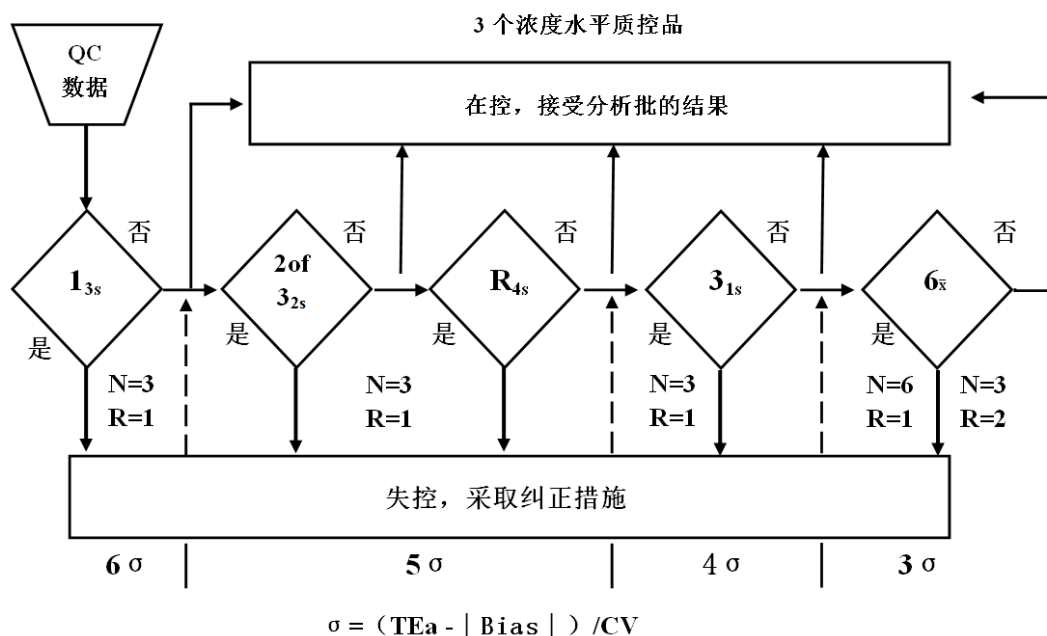 3 个浓度水平质控品
QC
数据
在控，接受分析批的结果
否
否
否
否
否
1₃ₛ
2of
3₂ₛ
R₄ₛ
3₁ₛ
6x̄
是
是
是
是
是
N=3
R=1
N=3
R=1
N=3
R=1
N=6
R=1
N=3
R=2
失控，采取纠正措施
6 σ
5 σ
4 σ
3 σ
σ =（TEa -｜Bias｜）/CV